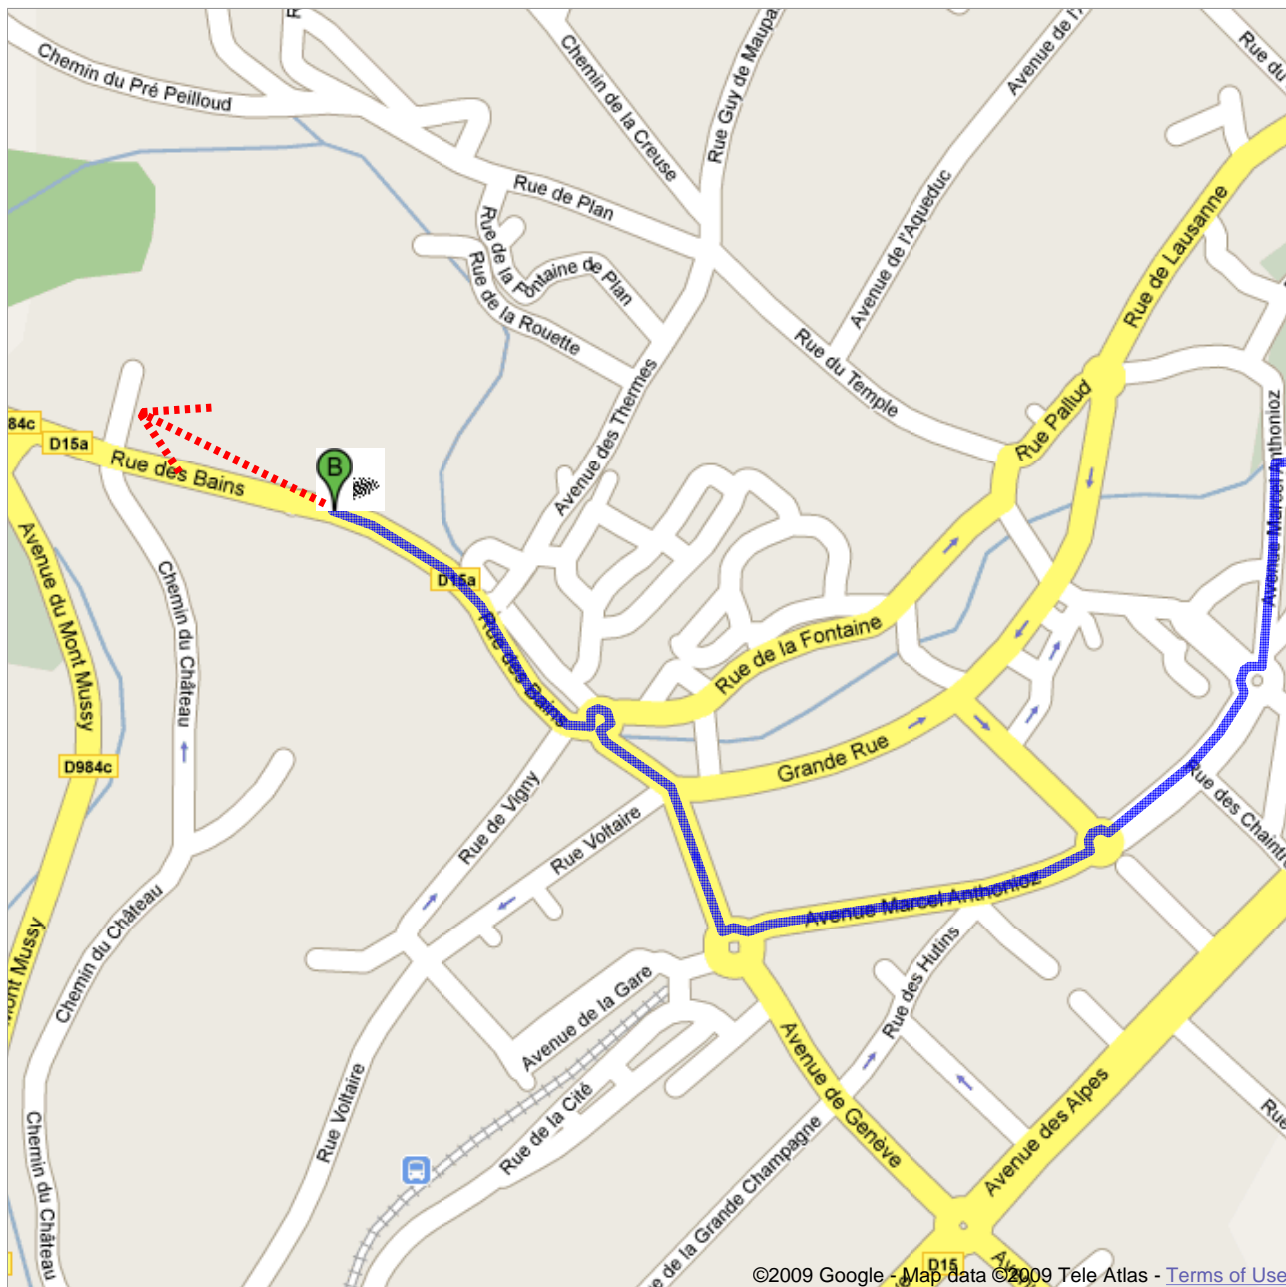 Chemin du Pré Peilloud
R
Chemin de la Creuse
Rue Guy de Maupa
Avenue de l'A
Rue du
Rue de Plan
Rue de la Fontaine de Plan
Rue de la Rouette
Avenue de l'Aqueduc
Rue de Lausanne
Rue du Temple
Rue Pallud
Avenue des Thermes
Avenue Marcel Anthonioz
84c
D15a
Rue des Bains
B
Avenue du Mont Mussy
Chemin du Château
D15a
Rue des Bains
Rue de la Fontaine
D984c
Grande Rue
Rue de Vigny
Rue Voltaire
Rue des Chainth
Avenue Marcel Anthonioz
Chemin du Château
Mont Mussy
Avenue de la Gare
Rue des Hutins
Rue Voltaire
Rue de la Cité
Avenue de Genève
Avenue des Alpes
Rue
Chemin du Château
e de la Grande Champagne
D15
Aven
©2009 Google - Map data ©2009 Tele Atlas - Terms of Use